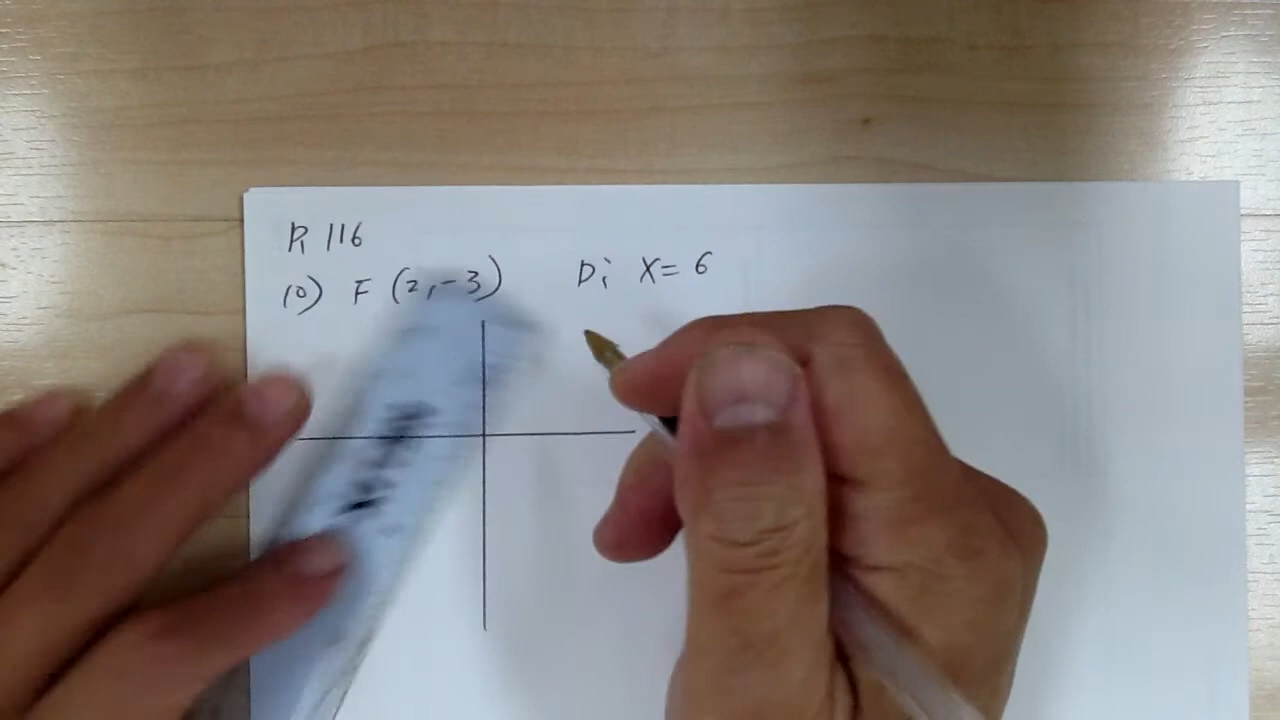 P. 116
10) F (2, -3) D: X = 6